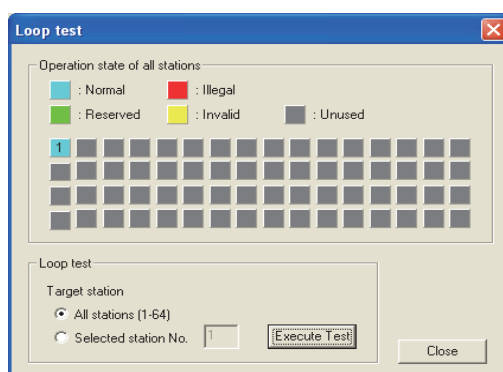 Loop test
Operation state of all stations
: Normal : Illegal
: Reserved : Invalid : Unused
1
Loop test
Target station
All stations (1-64)
Selected station No. 1 Execute Test
Close